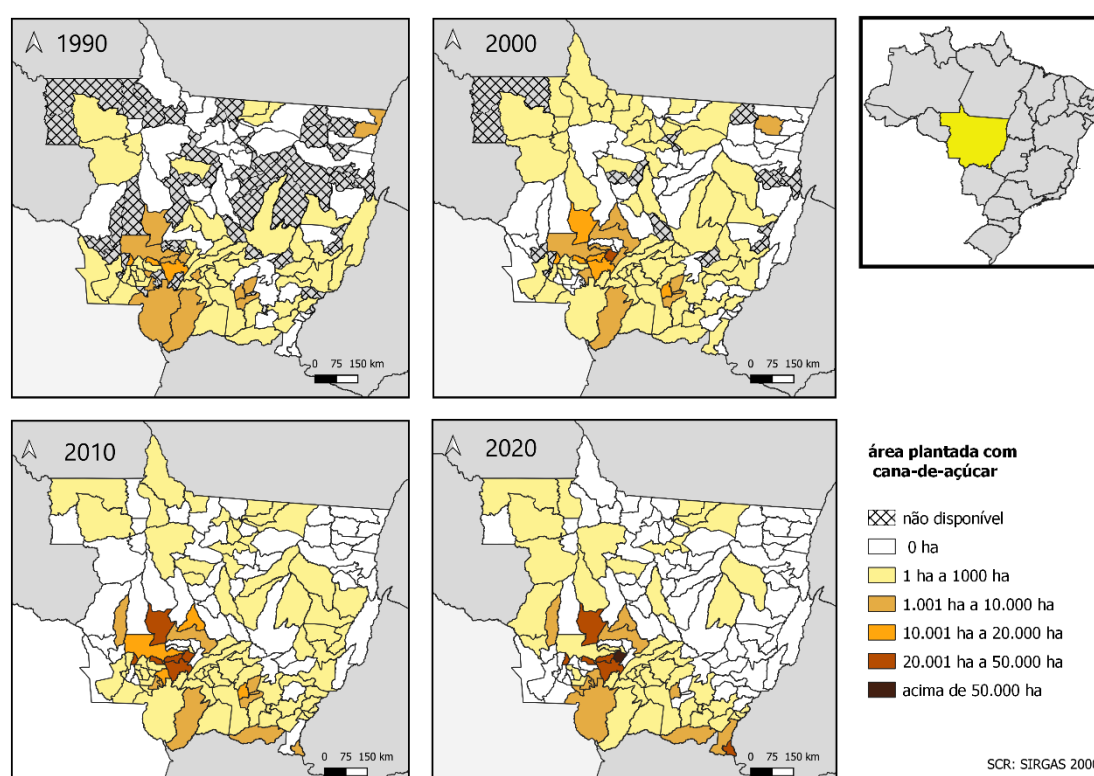 1990
0 75 150 km
2000
0 75 150 km
2010
0 75 150 km
2020
0 75 150 km
área plantada com
cana-de-açúcar
não disponível
0 ha
1 ha a 1000 ha
1.001 ha a 10.000 ha
10.001 ha a 20.000 ha
20.001 ha a 50.000 ha
acima de 50.000 ha
SCR: SIRGAS 2000